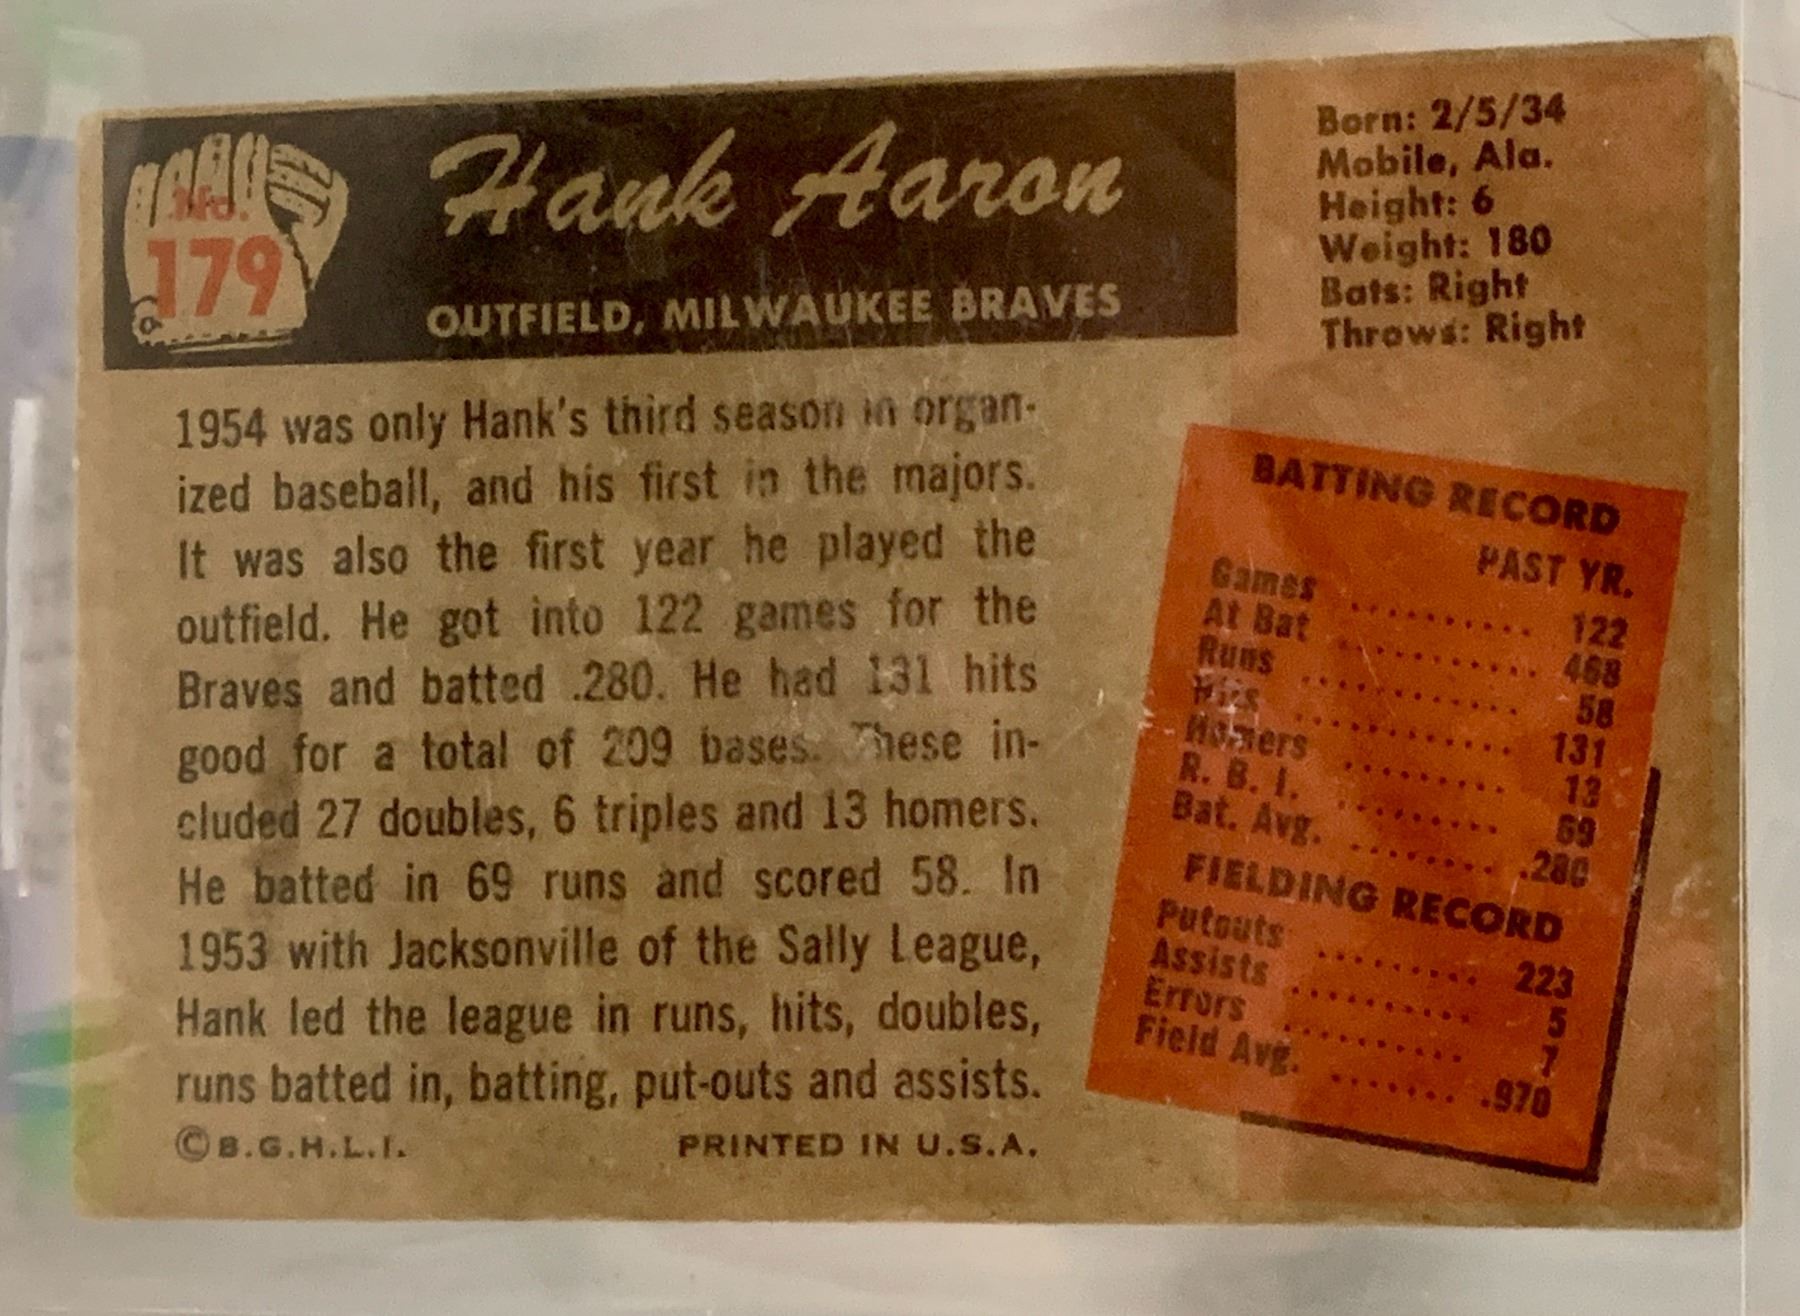 No.
179
Hank Aaron
OUTFIELD, MILWAUKEE BRAVES
Born: 2/5/34
Mobile, Ala.
Height: 6
Weight: 180
Bats: Right
Throws: Right
1954 was only Hank's third season in organ-
ized baseball, and his first in the majors.
It was also the first year he played the
outfield. He got into 122 games for the
Braves and batted .280. He had 131 hits
good for a total of 209 bases. These in-
cluded 27 doubles, 6 triples and 13 homers.
He batted in 69 runs and scored 58. In
1953 with Jacksonville of the Sally League,
Hank led the league in runs, hits, doubles,
runs batted in, batting, put-outs and assists.
©B.G.H.L.I. PRINTED IN U.S.A.
BATTING RECORD
PAST YR.
Games .......... 122
At Bat ............ 468
Runs ............ 58
Hits ............ 131
Homers .......... 13
R. B. I. .......... 69
Bat. Avg. ......... .280
FIELDING RECORD
Putouts .......... 223
Assists .......... 5
Errors .......... 7
Field Avg. ....... .970